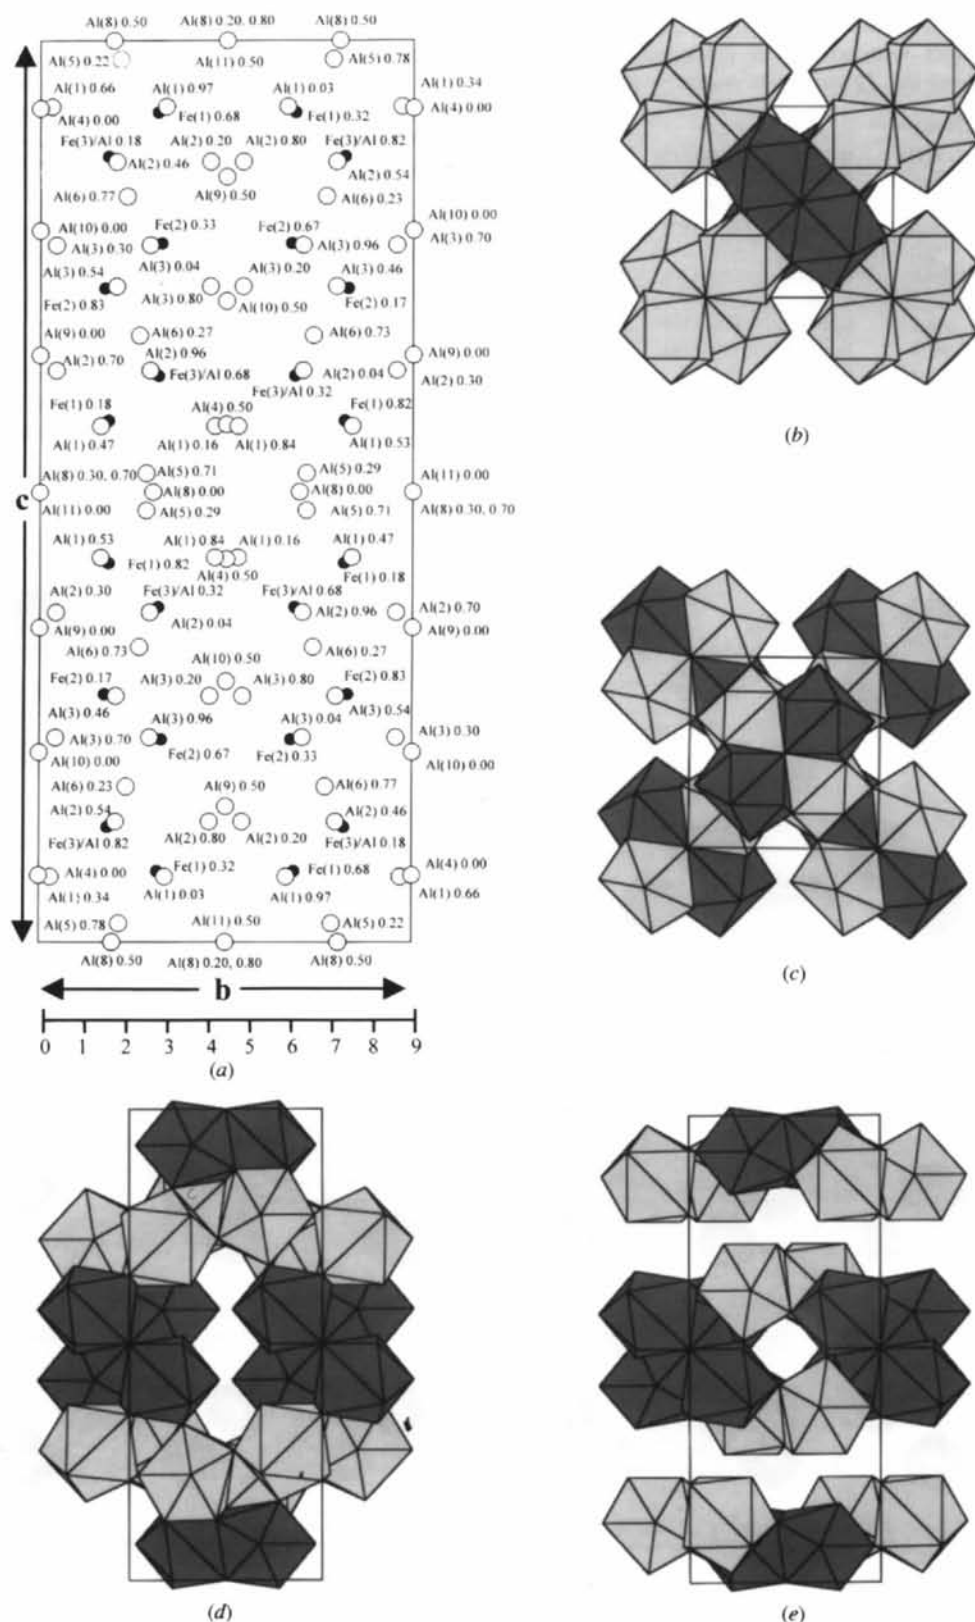 Al(8) 0.50 Al(8) 0.20, 0.80 Al(8) 0.50
Al(5) 0.22 Al(11) 0.50 Al(5) 0.78
Al(1) 0.66 Al(1) 0.97 Al(1) 0.03 Al(1) 0.34
Al(4) 0.00 Fe(1) 0.68 Fe(1) 0.32 Al(4) 0.00
Fe(3)/Al 0.18 Al(2) 0.20 Al(2) 0.80 Fe(3)/Al 0.82
Al(2) 0.46 Al(2) 0.54
Al(6) 0.77 Al(9) 0.50 Al(6) 0.23
Al(10) 0.00 Fe(2) 0.33 Fe(2) 0.67 Al(10) 0.00
Al(3) 0.30 Al(3) 0.96 Al(3) 0.70
Al(3) 0.54 Al(3) 0.04 Al(3) 0.20 Al(3) 0.46
Fe(2) 0.83 Al(3) 0.80 Al(10) 0.50 Fe(2) 0.17
Al(9) 0.00 Al(6) 0.27 Al(6) 0.73 Al(9) 0.00
Al(2) 0.70 Al(2) 0.96 Al(2) 0.04 Al(2) 0.30
Fe(3)/Al 0.68 Fe(3)/Al 0.32
Fe(1) 0.18 Al(4) 0.50 Fe(1) 0.82
Al(1) 0.47 Al(1) 0.16 Al(1) 0.84 Al(1) 0.53
Al(8) 0.30, 0.70 Al(5) 0.71 Al(5) 0.29 Al(11) 0.00
c Al(8) 0.00 Al(8) 0.00
Al(11) 0.00 Al(5) 0.29 Al(5) 0.71 Al(8) 0.30, 0.70
Al(1) 0.53 Al(1) 0.84 Al(1) 0.16 Al(1) 0.47
Fe(1) 0.82 Al(4) 0.50 Fe(1) 0.18
Al(2) 0.30 Fe(3)/Al 0.32 Fe(3)/Al 0.68 Al(2) 0.70
Al(9) 0.00 Al(2) 0.04 Al(2) 0.96 Al(9) 0.00
Al(6) 0.73 Al(10) 0.50 Al(6) 0.27
Fe(2) 0.17 Al(3) 0.20 Al(3) 0.80 Fe(2) 0.83
Al(3) 0.46 Al(3) 0.96 Al(3) 0.04 Al(3) 0.54
Al(3) 0.70 Al(3) 0.30
Al(10) 0.00 Fe(2) 0.67 Fe(2) 0.33 Al(10) 0.00
Al(6) 0.23 Al(9) 0.50 Al(6) 0.77
Al(2) 0.54 Al(2) 0.46
Fe(3)/Al 0.82 Al(2) 0.80 Al(2) 0.20 Fe(3)/Al 0.18
Al(4) 0.00 Fe(1) 0.32 Fe(1) 0.68 Al(4) 0.00
Al(1) 0.34 Al(1) 0.03 Al(1) 0.97 Al(1) 0.66
Al(5) 0.78 Al(11) 0.50 Al(5) 0.22
Al(8) 0.50 Al(8) 0.20, 0.80 Al(8) 0.50
b
0 1 2 3 4 5 6 7 8 9
(a)
(b)
(c)
(d)
(e)